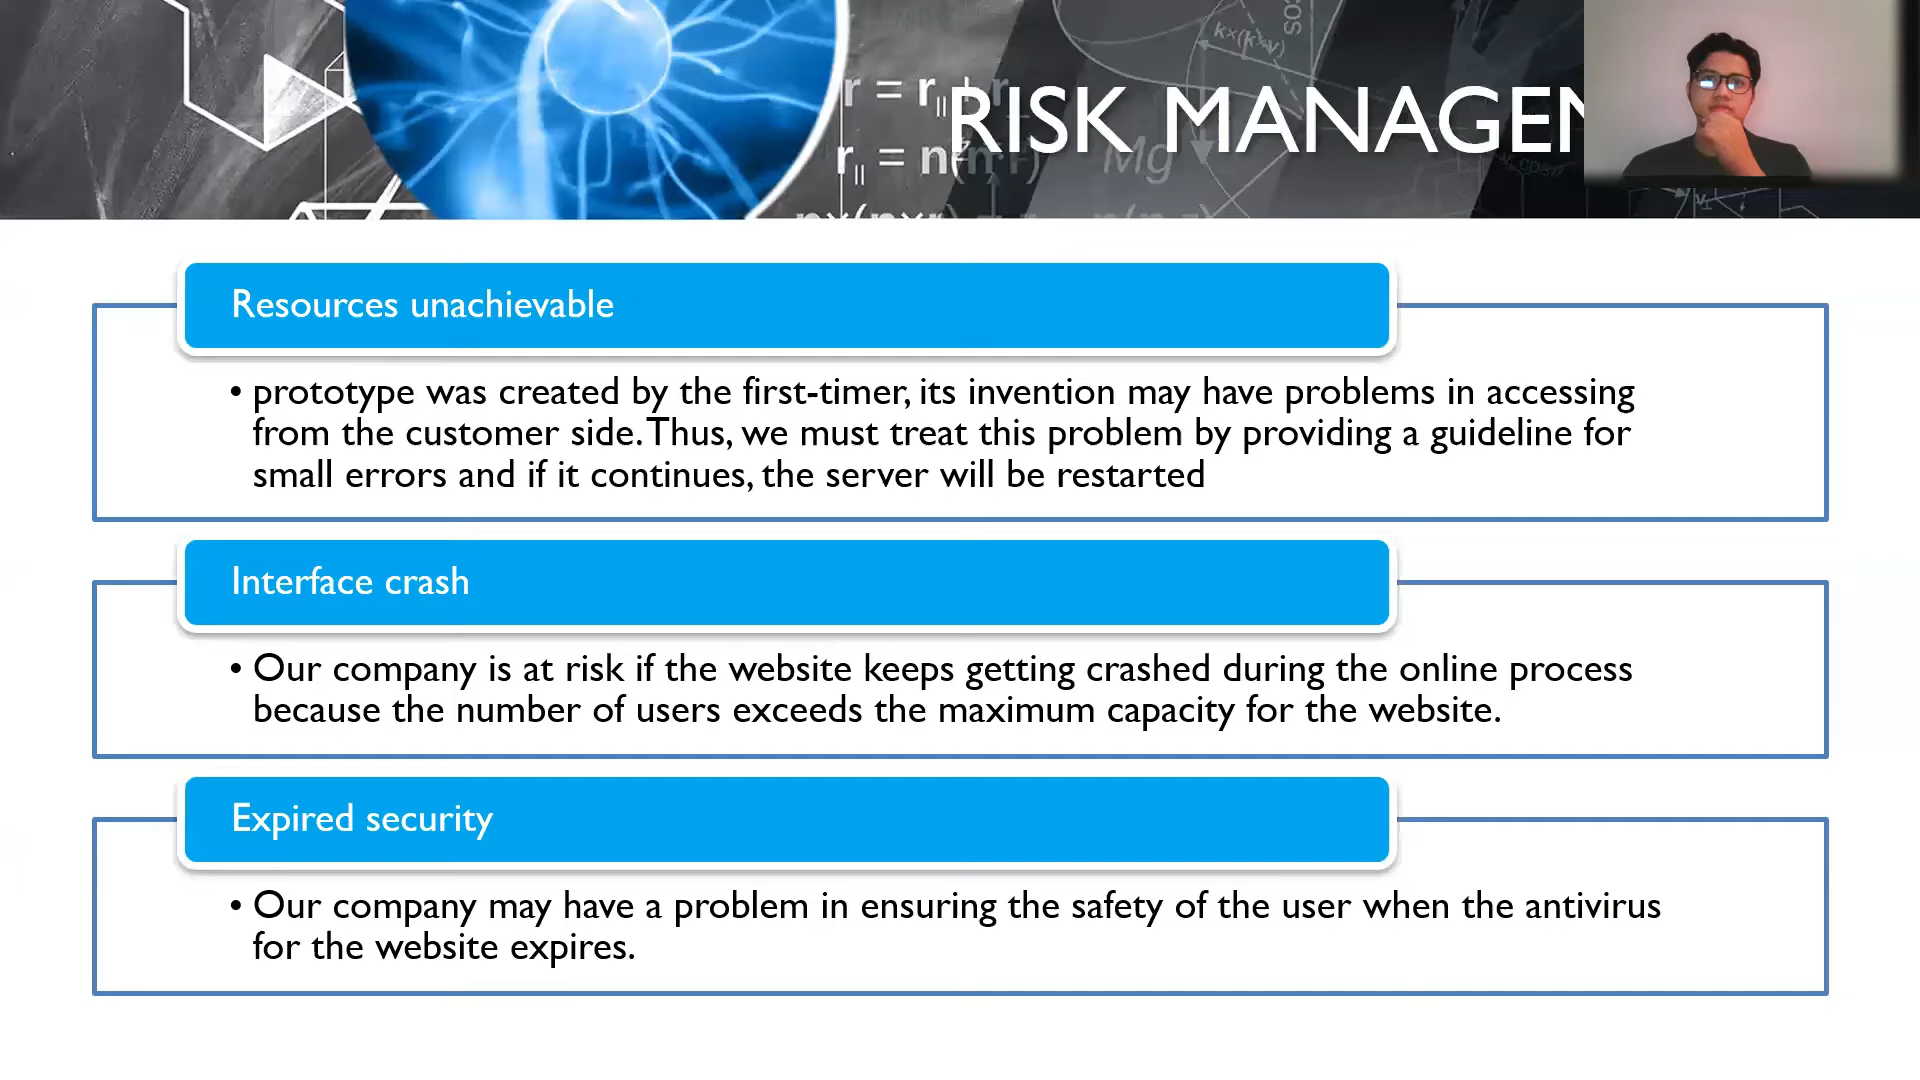 r = r|| + r
RISK MANAGEM
r|| = n(n·r)
Mg
k×(k×v)
cos
Resources unachievable
• prototype was created by the first-timer, its invention may have problems in accessing
from the customer side. Thus, we must treat this problem by providing a guideline for
small errors and if it continues, the server will be restarted
Interface crash
• Our company is at risk if the website keeps getting crashed during the online process
because the number of users exceeds the maximum capacity for the website.
Expired security
• Our company may have a problem in ensuring the safety of the user when the antivirus
for the website expires.